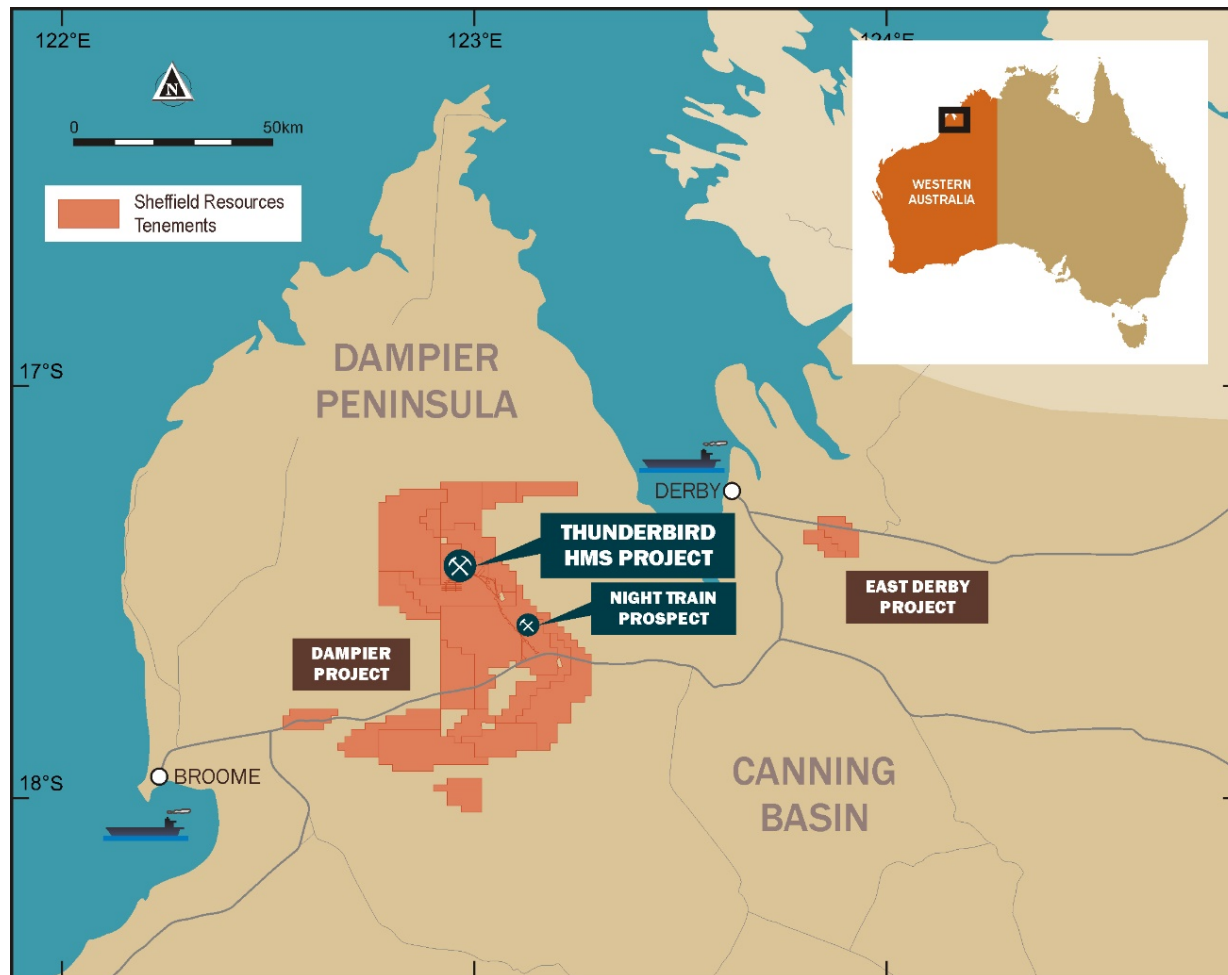 122°E
123°E
124°E
N
0
50km
Sheffield Resources
Tenements
WESTERN
AUSTRALIA
17°S
DAMPIER
PENINSULA
DERBY
THUNDERBIRD
HMS PROJECT
NIGHT TRAIN
PROSPECT
EAST DERBY
PROJECT
DAMPIER
PROJECT
BROOME
18°S
CANNING
BASIN